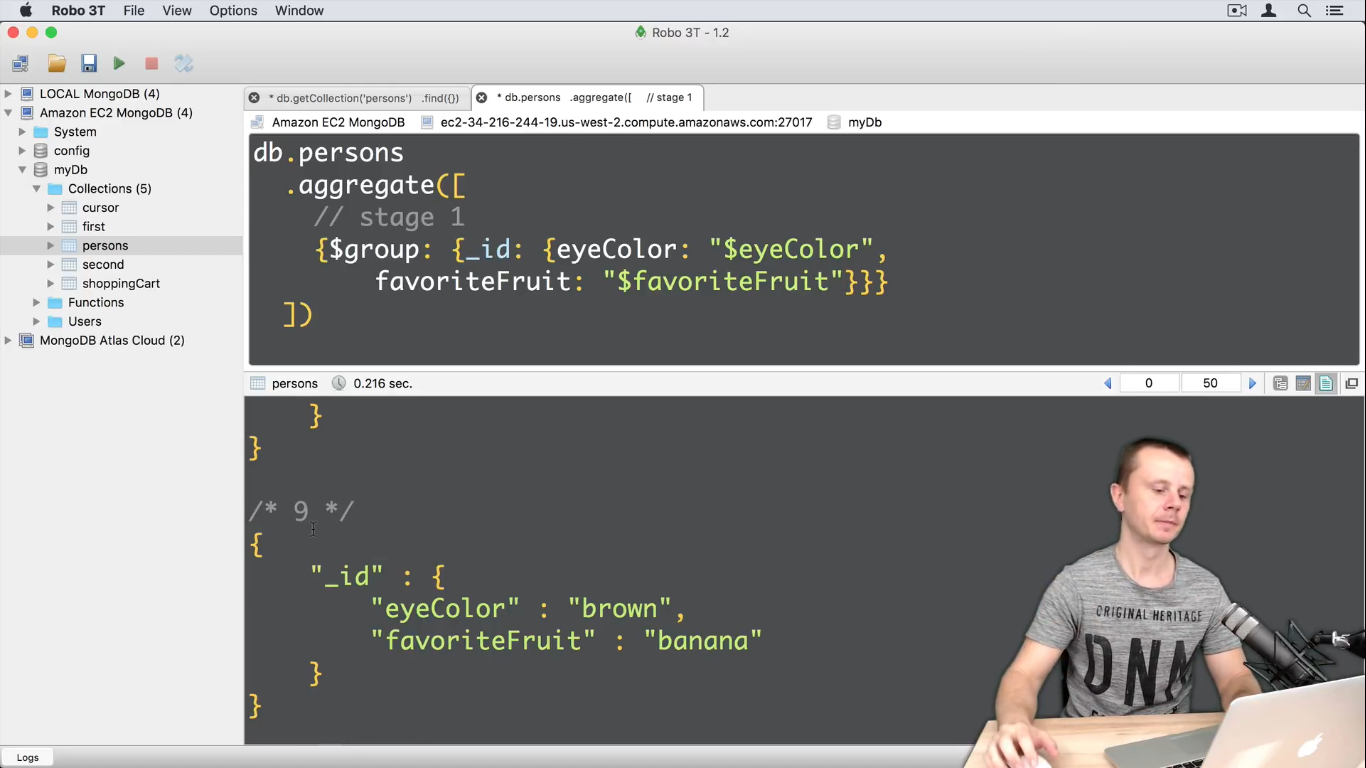 Robo 3T File View Options Window
Robo 3T - 1.2
LOCAL MongoDB (4)
Amazon EC2 MongoDB (4)
System
config
myDb
Collections (5)
cursor
first
persons
second
shoppingCart
Functions
Users
MongoDB Atlas Cloud (2)
* db.getCollection('persons') .find({}) * db.persons .aggregate([ // stage 1
Amazon EC2 MongoDB ec2-34-216-244-19.us-west-2.compute.amazonaws.com:27017 myDb
db.persons
.aggregate([
// stage 1
{$group: {_id: {eyeColor: "$eyeColor",
favoriteFruit: "$favoriteFruit"}}}
])
persons 0.216 sec. 0 50
}
}
/* 9 */
{
"_id" : {
"eyeColor" : "brown",
"favoriteFruit" : "banana"
}
}
ORIGINAL HERITAGE
DNM
Logs